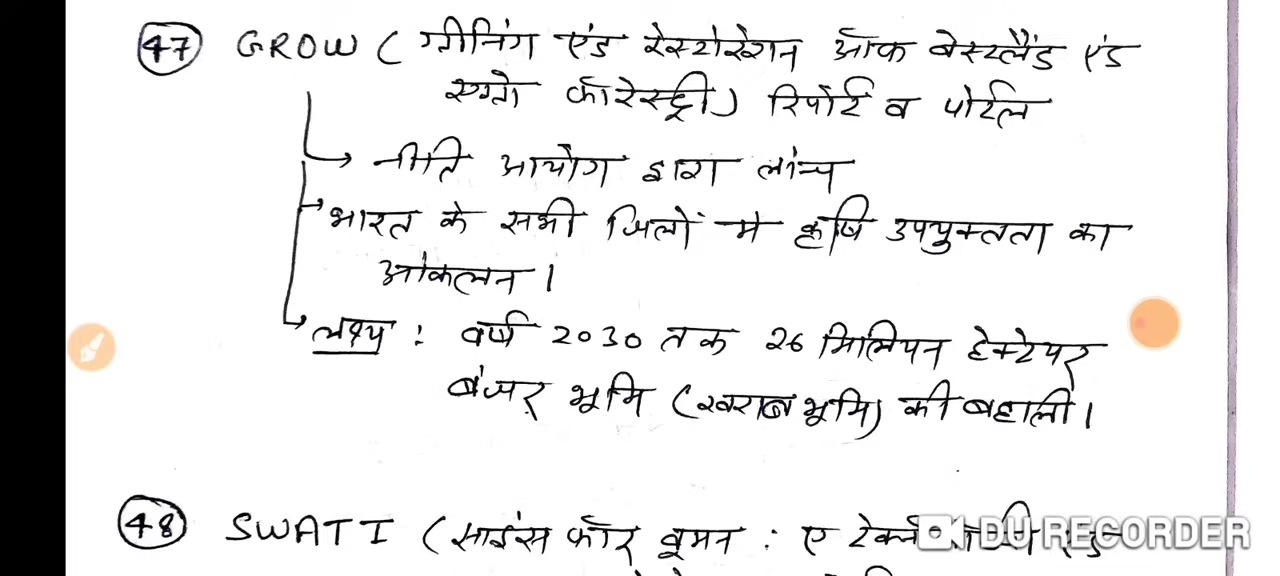 47 GROW ( ग्रीनिंग एंड रेस्टोरेशन ऑफ वेस्टलैंड एंड
एग्रो फॉरेस्ट्री) रिपोर्ट व पोर्टल
→ नीति आयोग द्वारा लांन्च
→ भारत के सभी जिलों में कृषि उपयुक्तता का
आंकलन।
→ लक्ष्य : वर्ष 2030 तक 26 मिलियन हेक्टेयर
बंजर भूमि (खराब भूमि) की बहाली।
48 SWATI (साइंस फॉर वूमन : ए
DU RECORDER